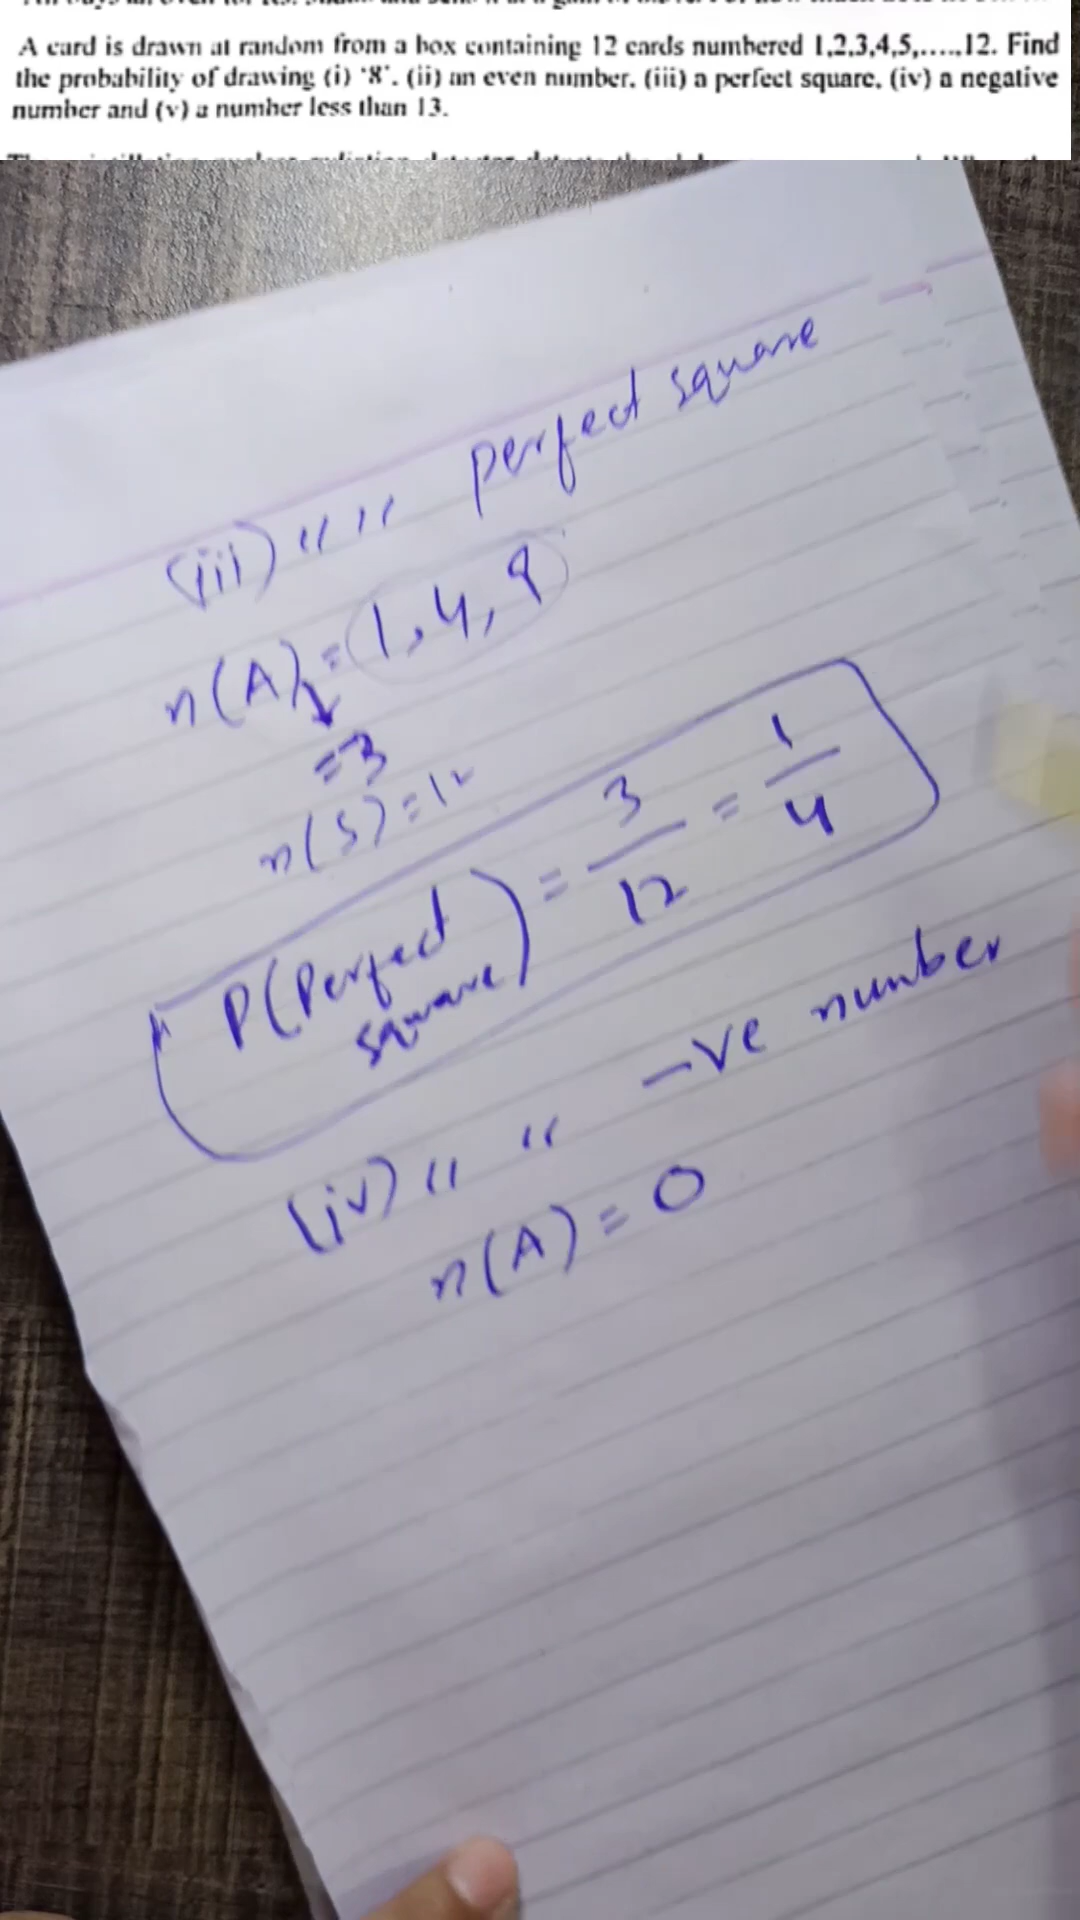 A card is drawn at random from a box containing 12 cards numbered 1,2,3,4,5,.....12. Find
the probability of drawing (i) '8'. (ii) an even number. (iii) a perfect square. (iv) a negative
number and (v) a number less than 13.
(iii) " " perfect square
n(A) = 1, 4, 9
= 3
n(S) = 12
P(Perfect square) = 3/12 = 1/4
(iv) " " -ve number
n(A) = 0